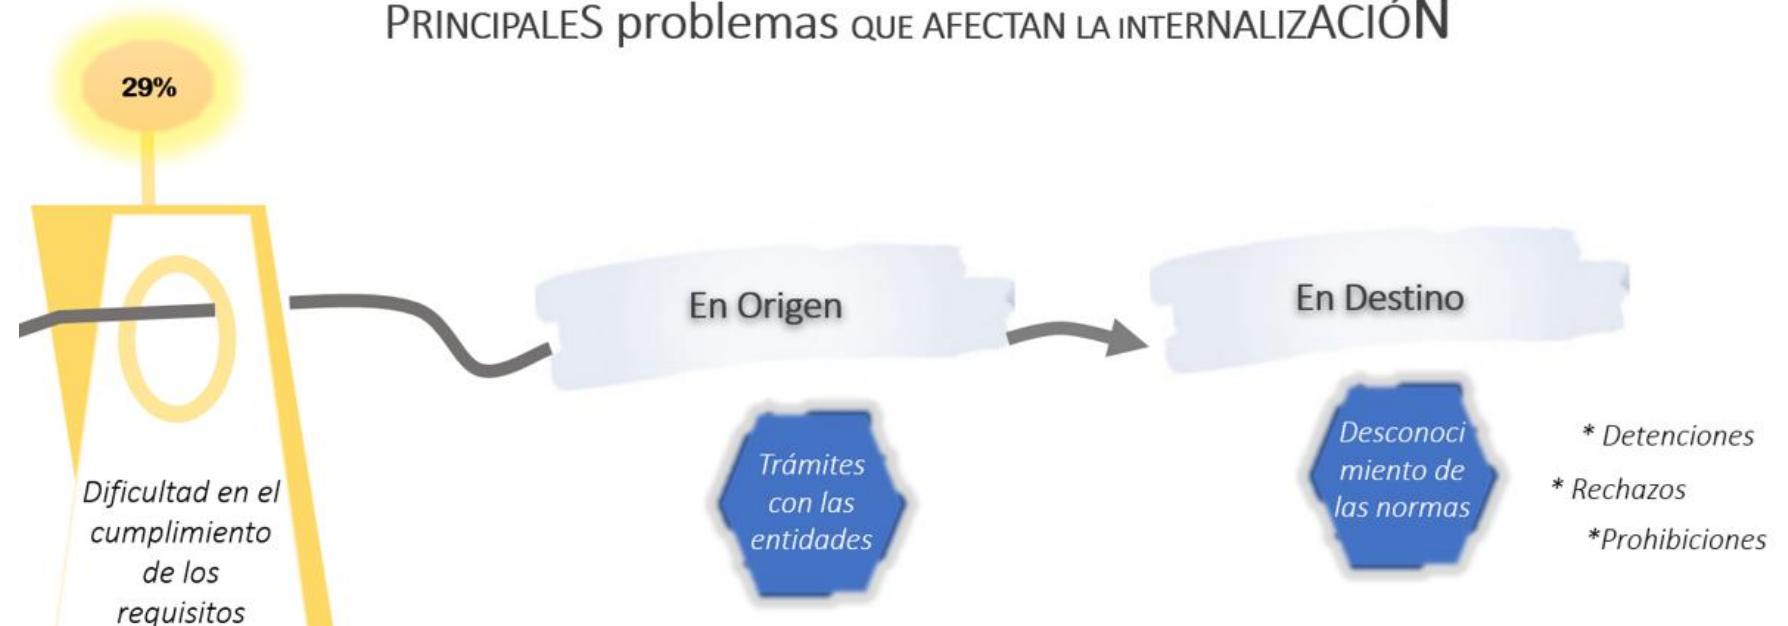 PRINCIPALES problemas QUE AFECTAN LA INTERNALIZACIÓN
29%
Dificultad en el
cumplimiento
de los
requisitos
En Origen
Trámites
con las
entidades
En Destino
Desconoci
miento de
las normas
* Detenciones
* Rechazos
*Prohibiciones